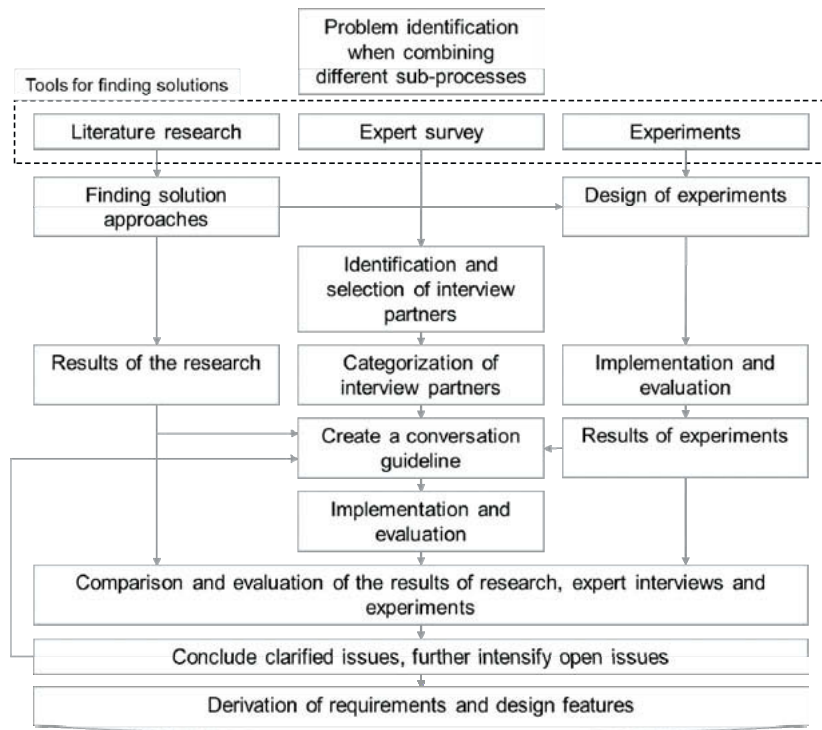 Problem identification
when combining
different sub-processes
Tools for finding solutions
Literature research
Expert survey
Experiments
Finding solution
approaches
Design of experiments
Identification and
selection of interview
partners
Results of the research
Categorization of
interview partners
Implementation and
evaluation
Create a conversation
guideline
Results of experiments
Implementation and
evaluation
Comparison and evaluation of the results of research, expert interviews and
experiments
Conclude clarified issues, further intensify open issues
Derivation of requirements and design features